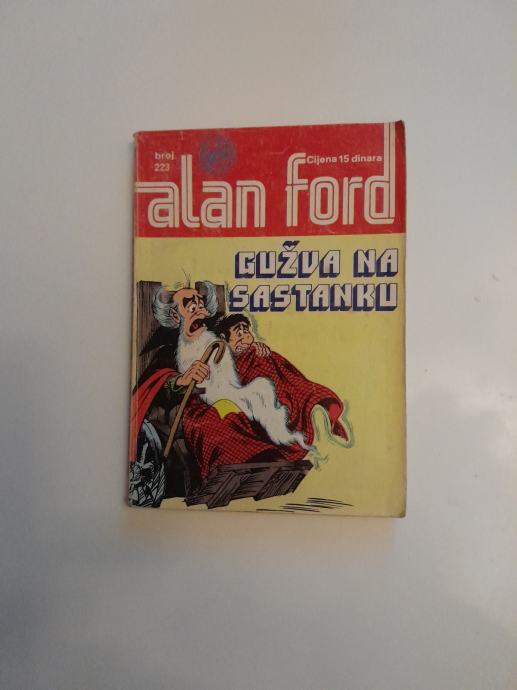 broj
223
Cijena 15 dinara
alan ford
GUŽVA NA
SASTANKU